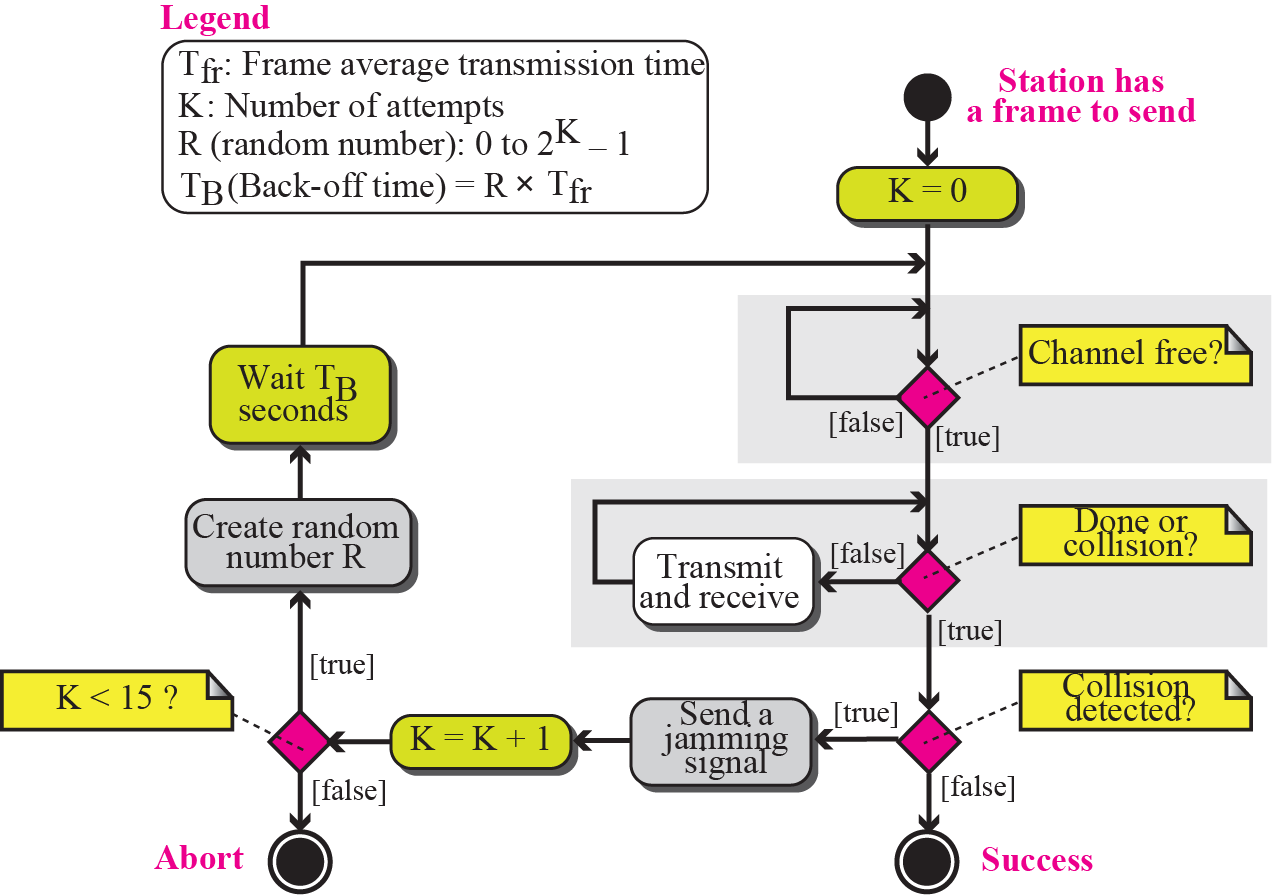 Legend
Tfr: Frame average transmission time
K: Number of attempts
R (random number): 0 to 2^K – 1
TB (Back-off time) = R × Tfr
Station has
a frame to send
K = 0
Channel free?
[false]
[true]
Wait TB
seconds
Create random
number R
Done or
collision?
[false]
Transmit
and receive
[true]
[true]
K < 15 ?
Collision
detected?
[true]
Send a
jamming
signal
K = K + 1
[false]
[false]
Abort
Success